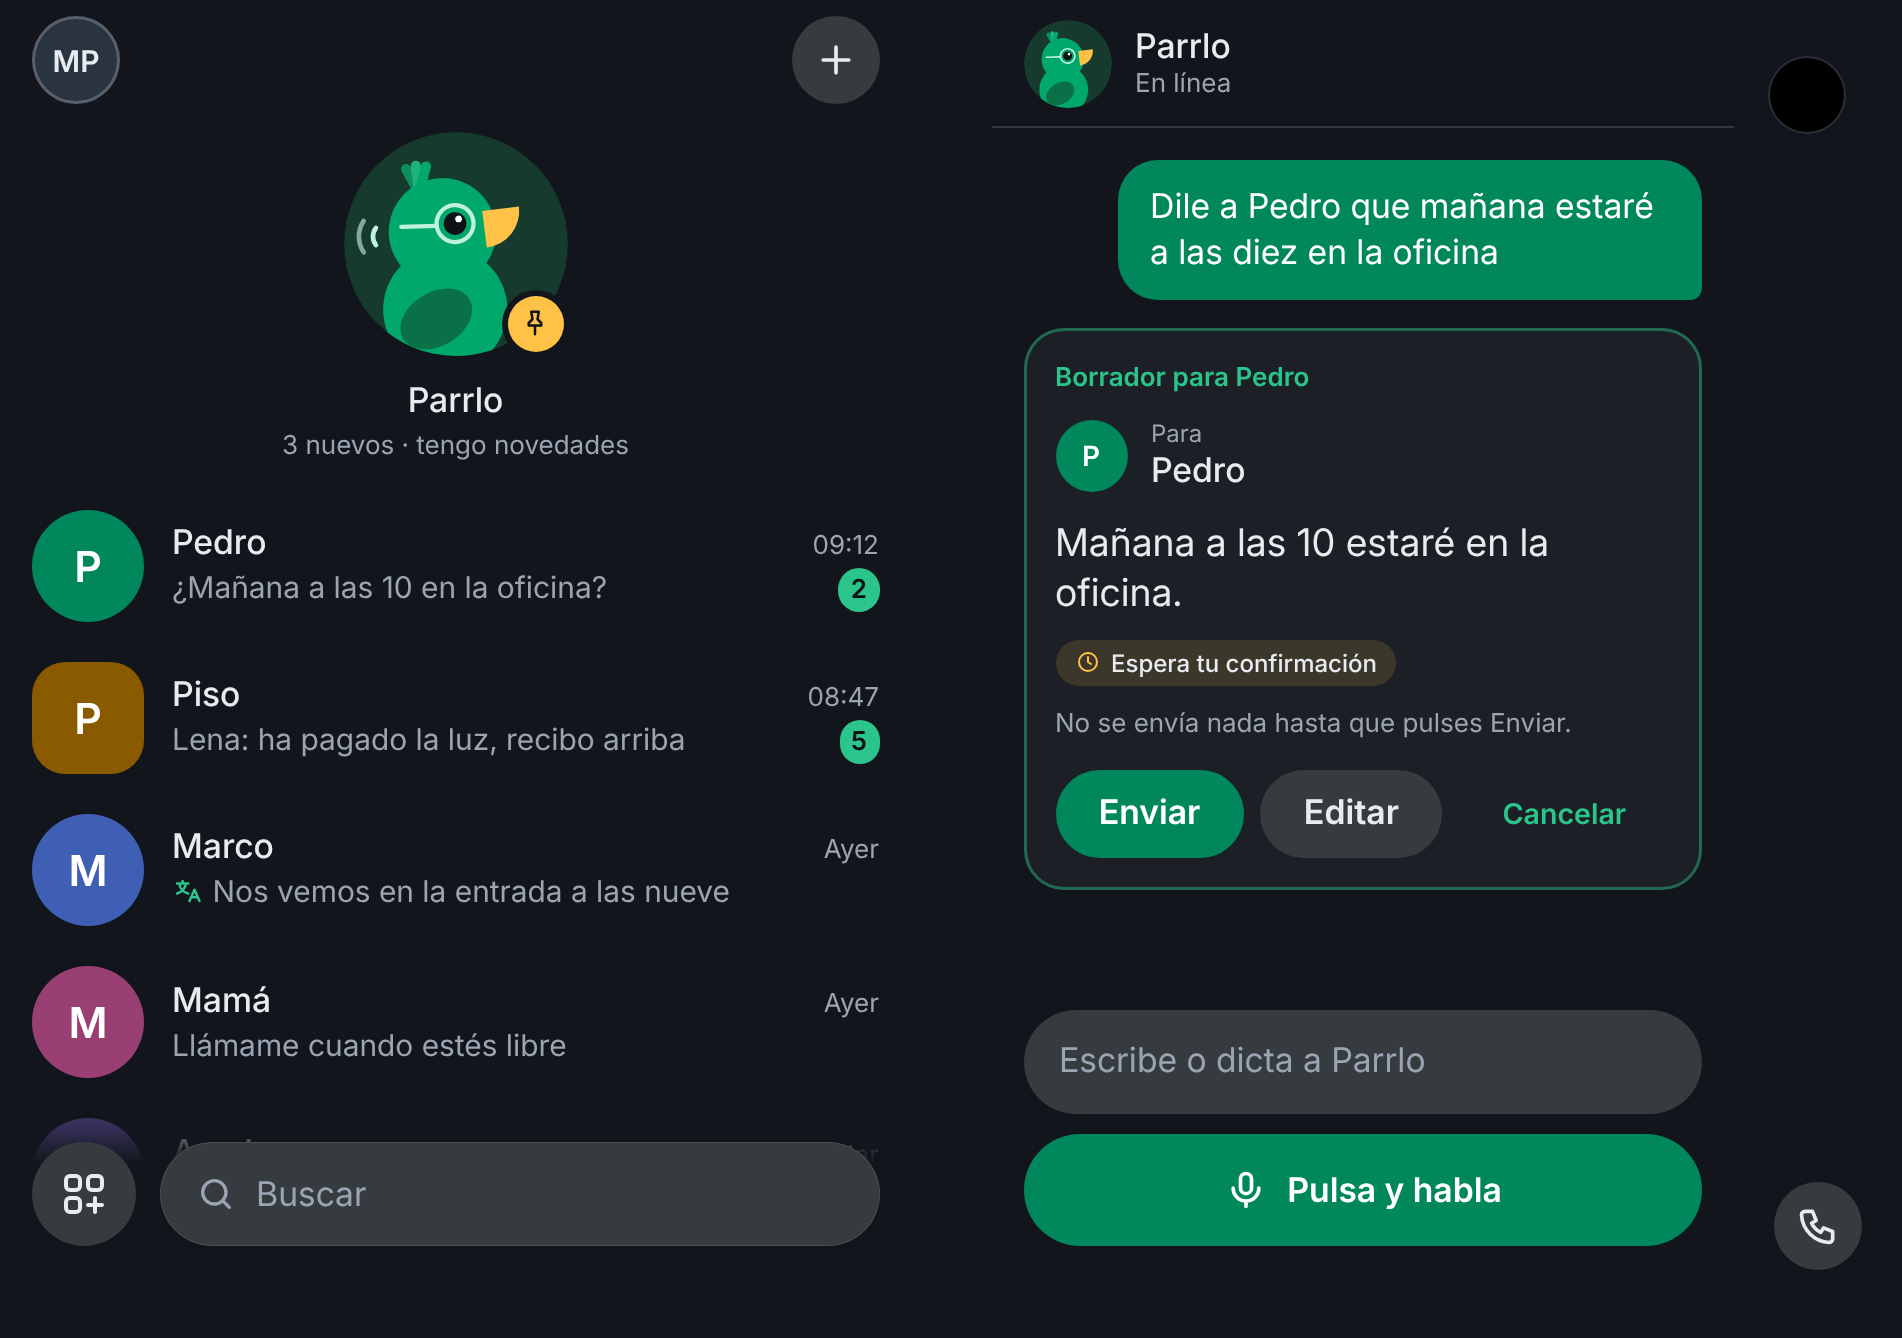 MP
Parrlo
3 nuevos · tengo novedades
P
Pedro
09:12
¿Mañana a las 10 en la oficina?
2
P
Piso
08:47
Lena: ha pagado la luz, recibo arriba
5
M
Marco
Ayer
Nos vemos en la entrada a las nueve
M
Mamá
Ayer
Llámame cuando estés libre
Buscar
Parrlo
En línea
Dile a Pedro que mañana estaré
a las diez en la oficina
Borrador para Pedro
P
Para
Pedro
Mañana a las 10 estaré en la
oficina.
Espera tu confirmación
No se envía nada hasta que pulses Enviar.
Enviar
Editar
Cancelar
Escribe o dicta a Parrlo
Pulsa y habla